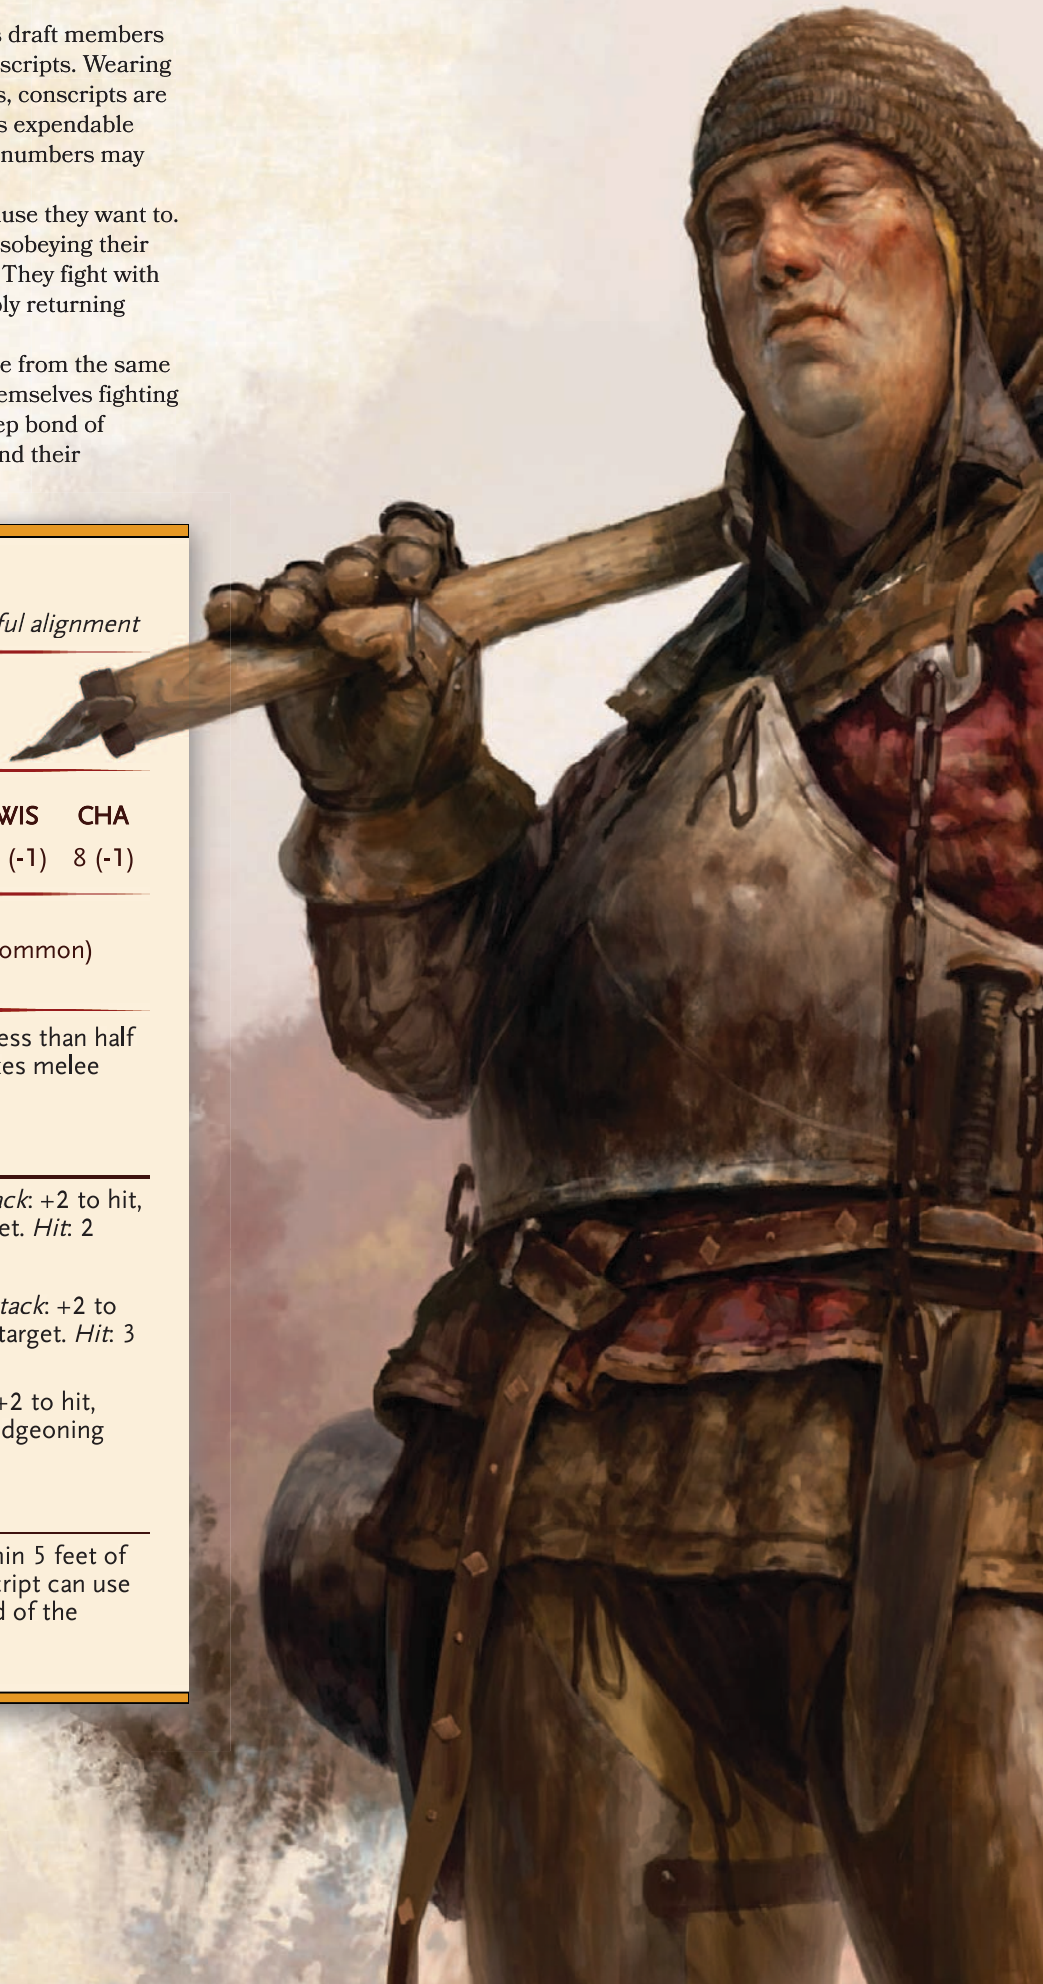 draft members
scripts. Wearing
, conscripts are
s expendable
numbers may
use they want to.
sobeying their
They fight with
ly returning
e from the same
emselves fighting
ep bond of
nd their
ful alignment
WIS CHA
(-1) 8 (-1)
ommon)
ess than half
es melee
ack: +2 to hit,
et. Hit: 2
tack: +2 to
target. Hit: 3
+2 to hit,
dgeoning
in 5 feet of
cript can use
d of the